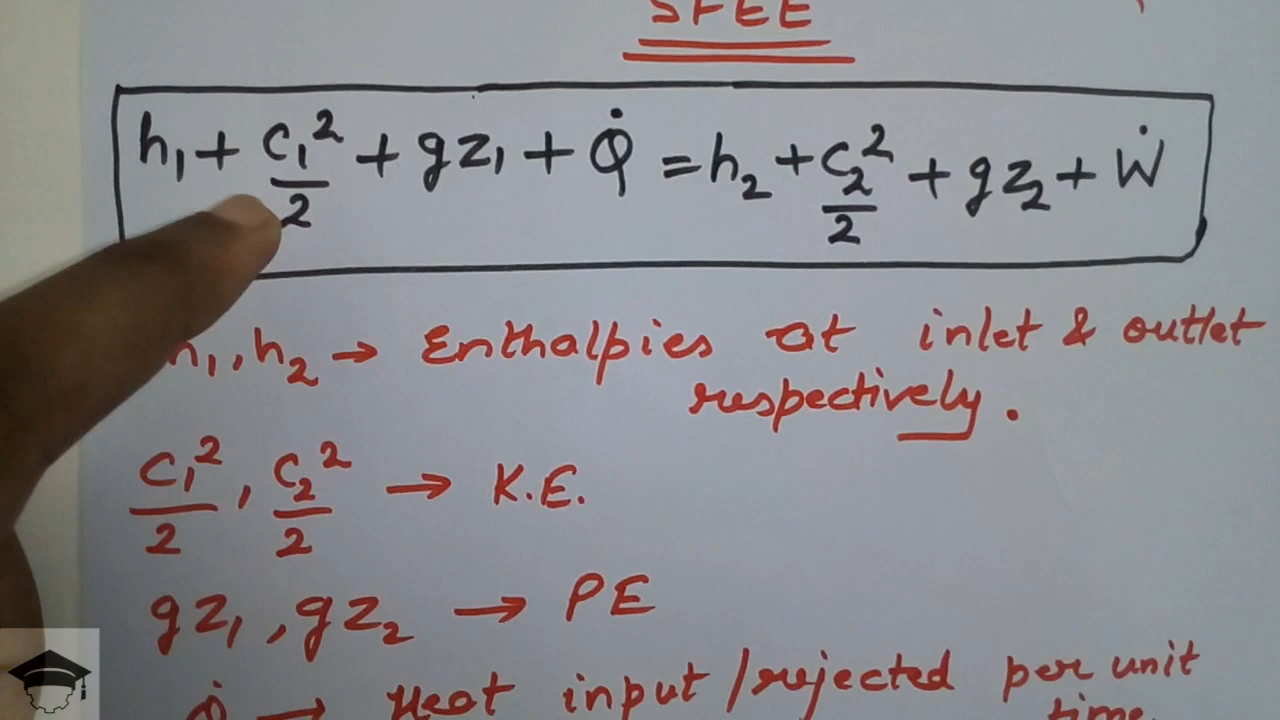 SFEE
h₁ + c₁²/2 + gz₁ + Q̇ = h₂ + c₂²/2 + gz₂ + Ẇ
h₁, h₂ → Enthalpies at inlet & outlet
respectively.
c₁²/2, c₂²/2 → K.E.
gz₁, gz₂ → PE
Q̇ → Heat input/rejected per unit
time